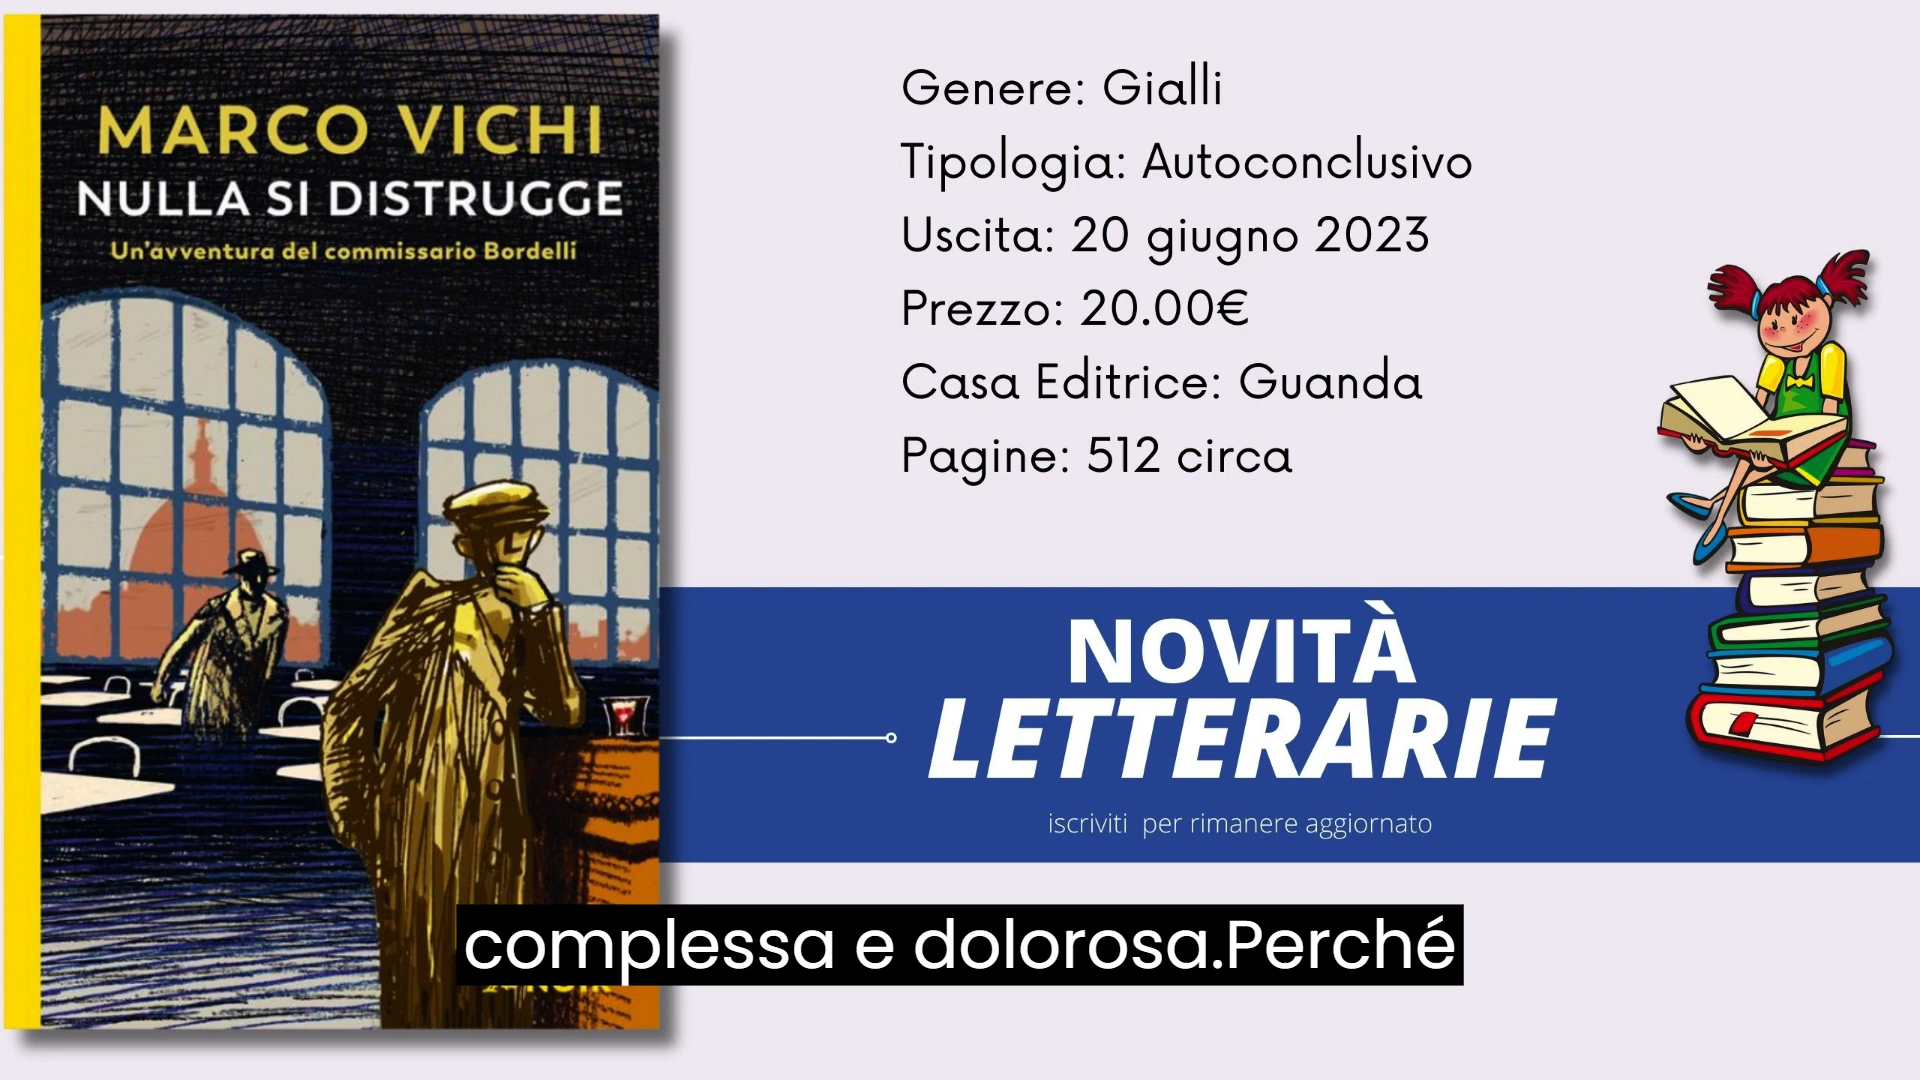 MARCO VICHI
NULLA SI DISTRUGGE
Un'avventura del commissario Bordelli
Genere: Gialli
Tipologia: Autoconclusivo
Uscita: 20 giugno 2023
Prezzo: 20.00€
Casa Editrice: Guanda
Pagine: 512 circa
NOVITÀ
LETTERARIE
iscriviti per rimanere aggiornato
complessa e dolorosa.Perché